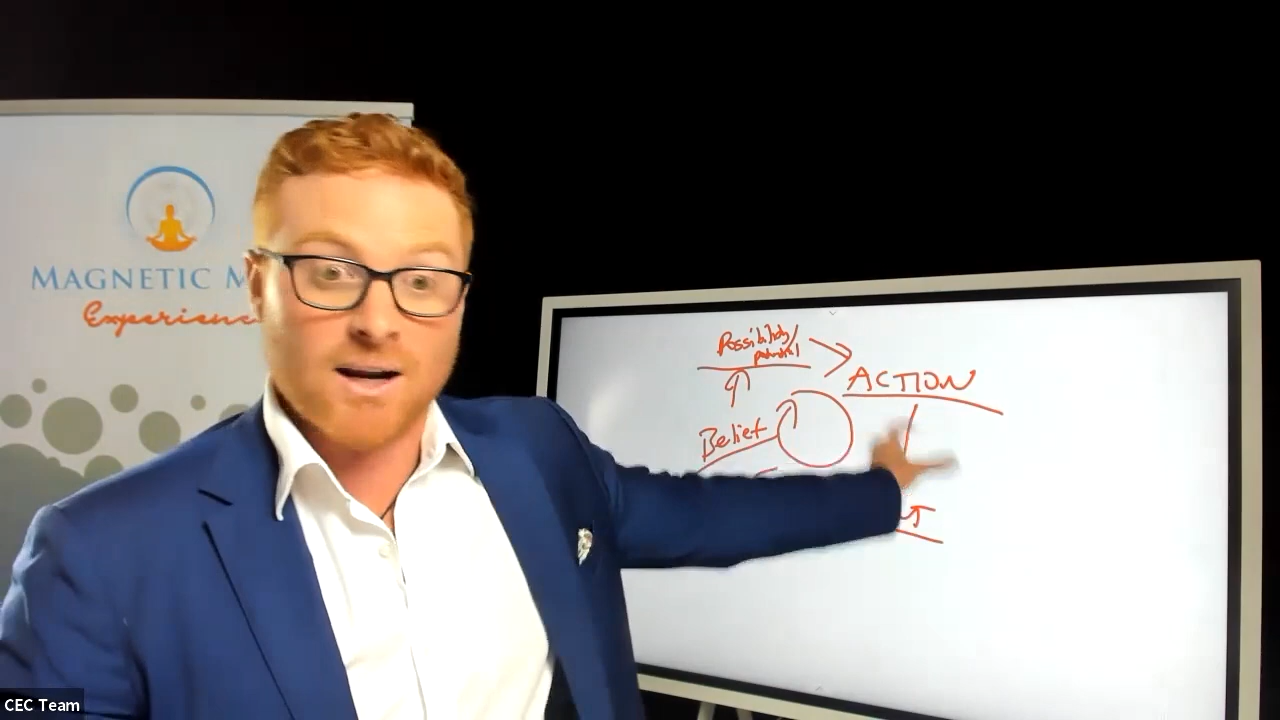 MAGNETIC
Experienc
Possibility/
potential
ACTION
Belief
CEC Team